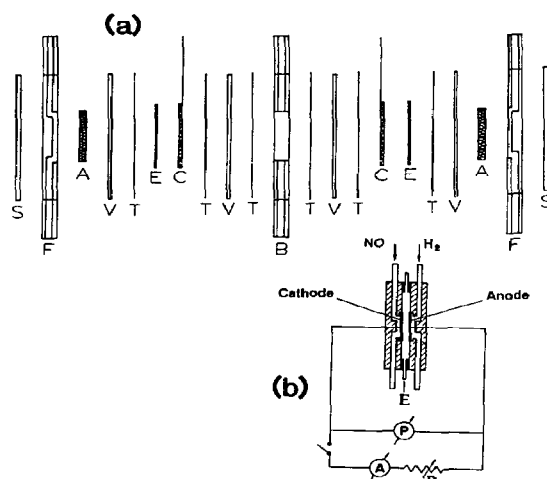 (a)
S F A V T E C T V T B T V T C E T V A F S
NO H₂
Cathode Anode
(b)
E
P
A